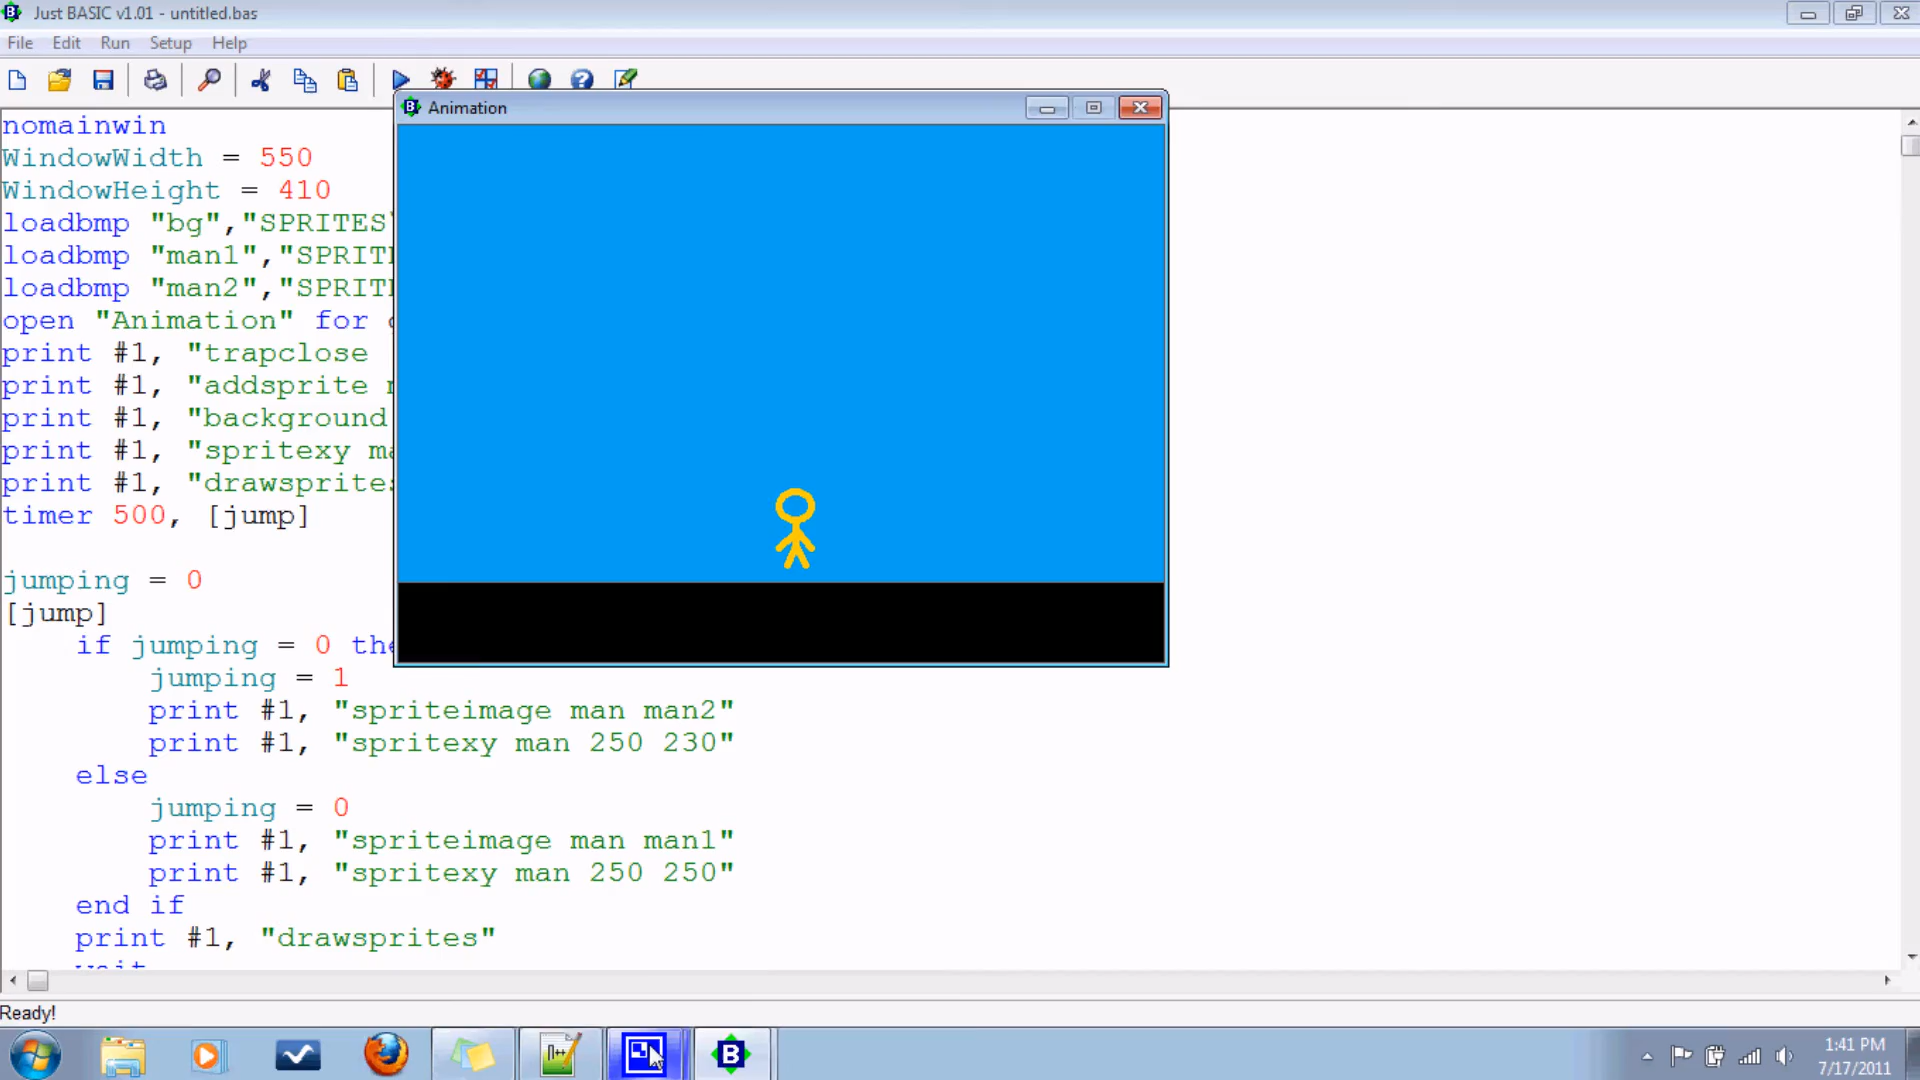 Just BASIC v1.01 - untitled.bas
File Edit Run Setup Help
Animation
nomainwin
WindowWidth = 550
WindowHeight = 410
loadbmp "bg","SPRITES
loadbmp "man1","SPRIT
loadbmp "man2","SPRIT
open "Animation" for
print #1, "trapclose
print #1, "addsprite
print #1, "background
print #1, "spritexy
print #1, "drawsprites
timer 500, [jump]
jumping = 0
[jump]
if jumping = 0 the
jumping = 1
print #1, "spriteimage man man2"
print #1, "spritexy man 250 230"
else
jumping = 0
print #1, "spriteimage man man1"
print #1, "spritexy man 250 250"
end if
print #1, "drawsprites"
wait
Ready!
1:41 PM
7/17/2011